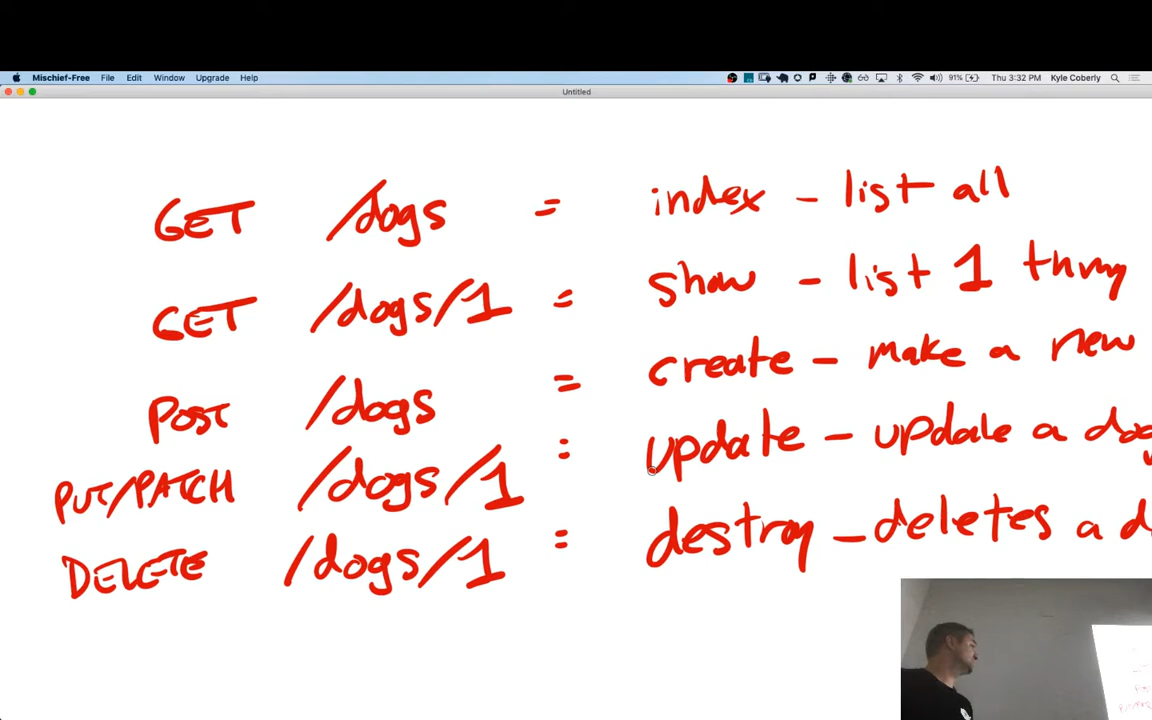 Mischief-Free File Edit Window Upgrade Help 91% Thu 3:32 PM Kyle Coberly
Untitled
GET /dogs = index - list all
GET /dogs/1 = show - list 1 thing
POST /dogs = create - make a new
PUT/PATCH /dogs/1 = update - update a dog
DELETE /dogs/1 = destroy - deletes a d